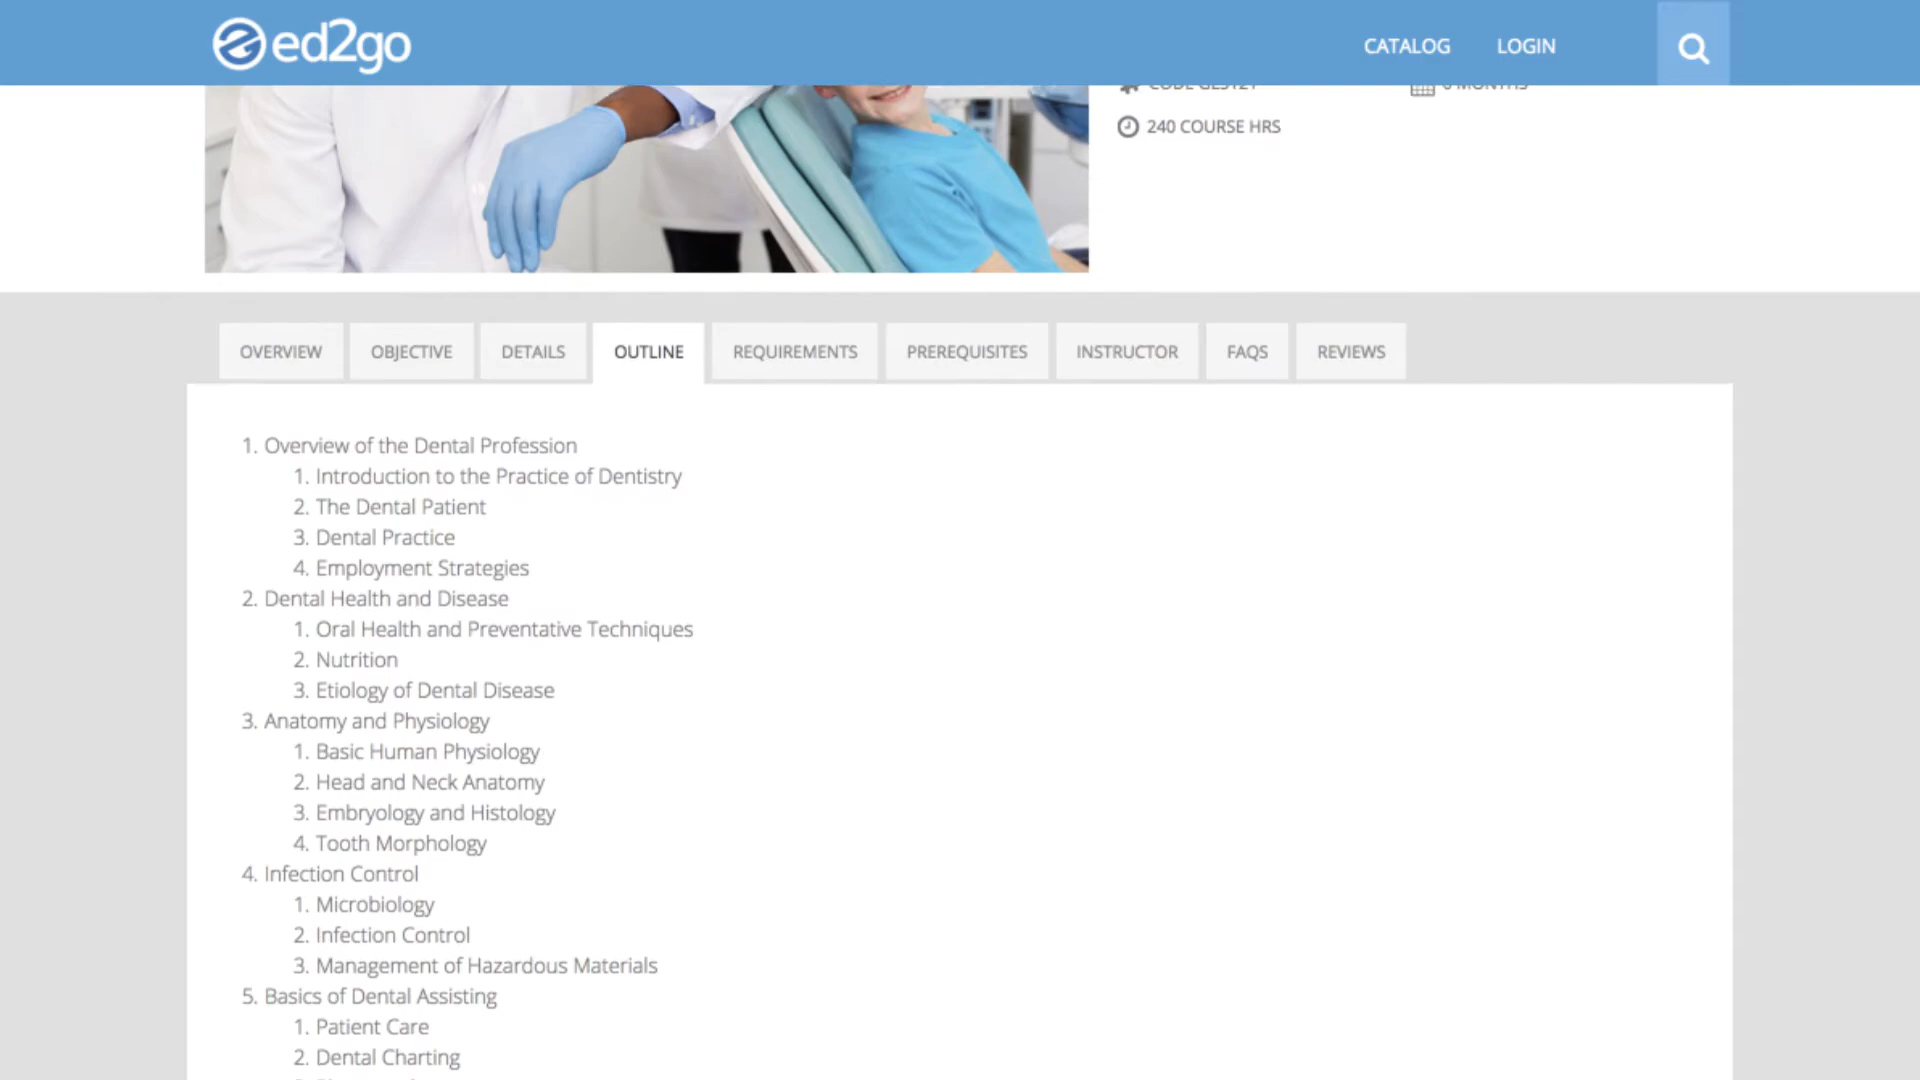 ed2go
CATALOG
LOGIN
240 COURSE HRS
OVERVIEW
OBJECTIVE
DETAILS
OUTLINE
REQUIREMENTS
PREREQUISITES
INSTRUCTOR
FAQS
REVIEWS
1. Overview of the Dental Profession
1. Introduction to the Practice of Dentistry
2. The Dental Patient
3. Dental Practice
4. Employment Strategies
2. Dental Health and Disease
1. Oral Health and Preventative Techniques
2. Nutrition
3. Etiology of Dental Disease
3. Anatomy and Physiology
1. Basic Human Physiology
2. Head and Neck Anatomy
3. Embryology and Histology
4. Tooth Morphology
4. Infection Control
1. Microbiology
2. Infection Control
3. Management of Hazardous Materials
5. Basics of Dental Assisting
1. Patient Care
2. Dental Charting